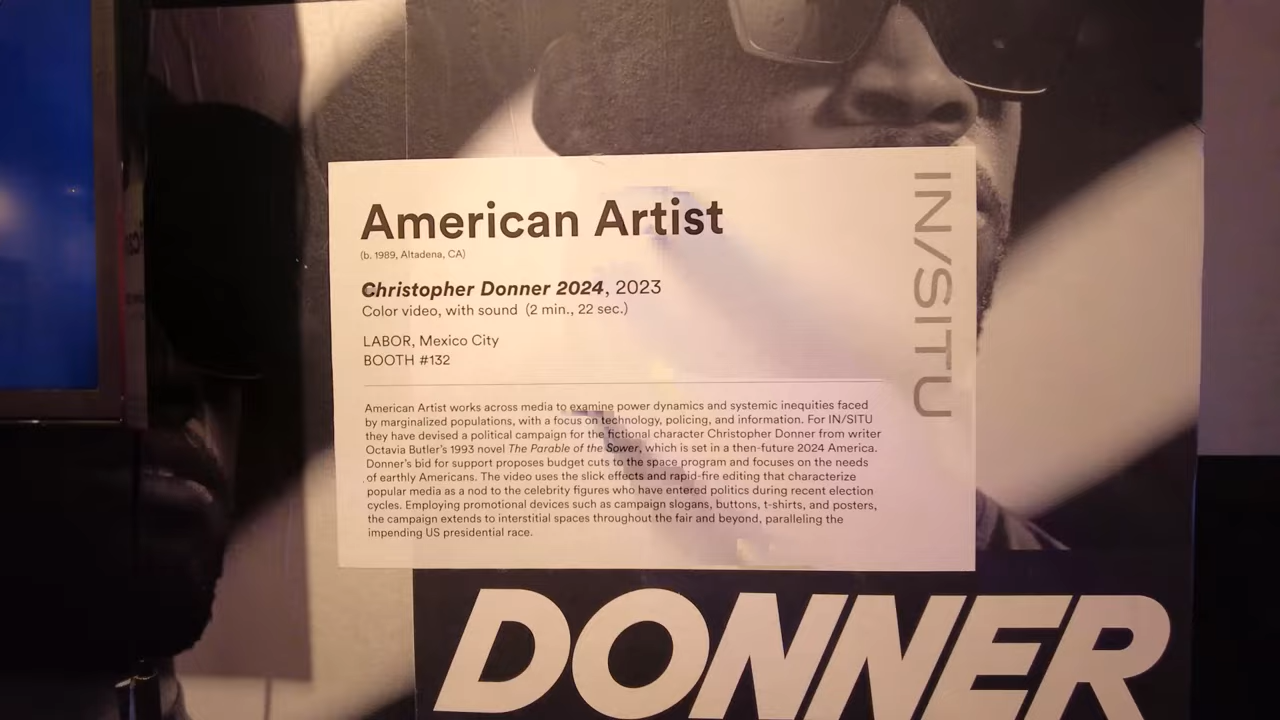 American Artist
(b. 1989, Altadena, CA)
Christopher Donner 2024, 2023
Color video, with sound (2 min., 22 sec.)
LABOR, Mexico City
BOOTH #132
American Artist works across media to examine power dynamics and systemic inequities faced
by marginalized populations, with a focus on technology, policing, and information. For IN/SITU
they have devised a political campaign for the fictional character Christopher Donner from writer
Octavia Butler's 1993 novel The Parable of the Sower, which is set in a then-future 2024 America.
Donner's bid for support proposes budget cuts to the space program and focuses on the needs
of earthly Americans. The video uses the slick effects and rapid-fire editing that characterize
popular media as a nod to the celebrity figures who have entered politics during recent election
cycles. Employing promotional devices such as campaign slogans, buttons, t-shirts, and posters,
the campaign extends to interstitial spaces throughout the fair and beyond, paralleling the
impending US presidential race.
IN/SITU
DONNER